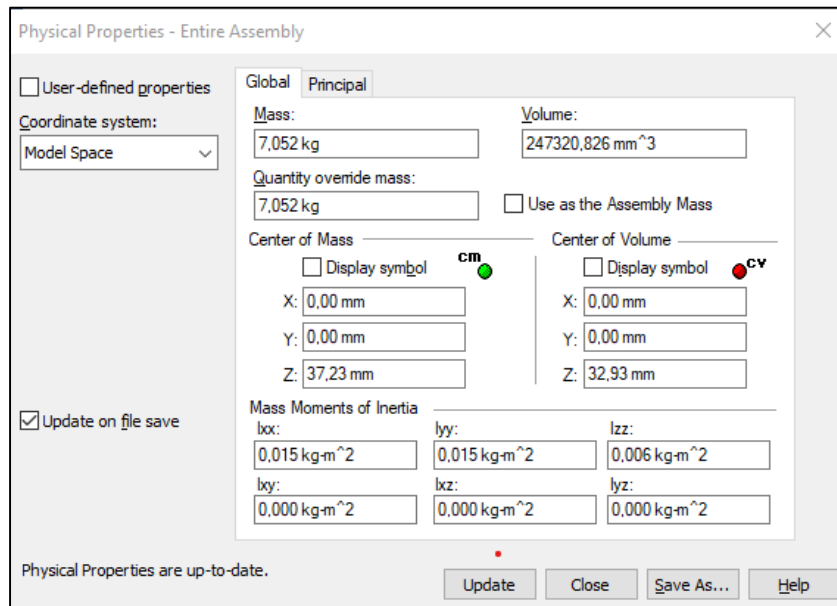 Physical Properties - Entire Assembly
User-defined properties
Coordinate system:
Model Space
Global Principal
Mass: Volume:
7,052 kg 247320,826 mm^3
Quantity override mass:
7,052 kg Use as the Assembly Mass
Center of Mass Center of Volume
Display symbol cm Display symbol cv
X: 0,00 mm X: 0,00 mm
Y: 0,00 mm Y: 0,00 mm
Z: 37,23 mm Z: 32,93 mm
Update on file save
Mass Moments of Inertia
Ixx: Iyy: Izz:
0,015 kg-m^2 0,015 kg-m^2 0,006 kg-m^2
Ixy: Ixz: Iyz:
0,000 kg-m^2 0,000 kg-m^2 0,000 kg-m^2
Physical Properties are up-to-date.
Update Close Save As... Help